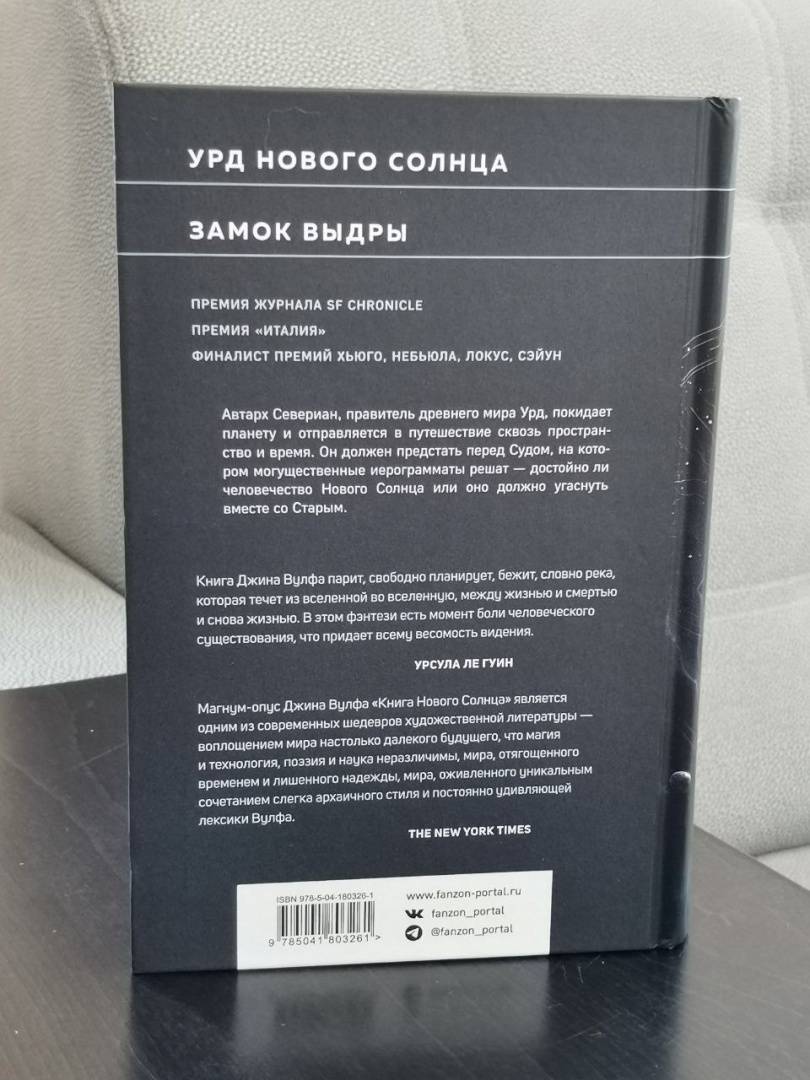 УРД НОВОГО СОЛНЦА
ЗАМОК ВЫДРЫ
ПРЕМИЯ ЖУРНАЛА SF CHRONICLE
ПРЕМИЯ «ИТАЛИЯ»
ФИНАЛИСТ ПРЕМИЙ ХЬЮГО, НЕБЬЮЛА, ЛОКУС, СЭЙУН
Автарх Севериан, правитель древнего мира Урд, покидает
планету и отправляется в путешествие сквозь простран-
ство и время. Он должен предстать перед Судом, на кото-
ром могущественные иерограмматы решат — достойно ли
человечество Нового Солнца или оно должно угаснуть
вместе со Старым.
Книга Джина Вулфа парит, свободно планирует, бежит, словно река,
которая течет из вселенной во вселенную, между жизнью и смертью
и снова жизнью. В этом фэнтези есть момент боли человеческого
существования, что придает всему весомость видения.
УРСУЛА ЛЕ ГУИН
Магнум-опус Джина Вулфа «Книга Нового Солнца» является
одним из современных шедевров художественной литературы —
воплощением мира настолько далекого будущего, что магия
и технология, поэзия и наука неразличимы, мира, отягощенного
временем и лишенного надежды, мира, оживленного уникальным
сочетанием слегка архаичного стиля и постоянно удивляющей
лексики Вулфа.
THE NEW YORK TIMES
ISBN 978-5-04-180326-1
9 785041 803261>
www.fanzon-portal.ru
fanzon_portal
@fanzon_portal